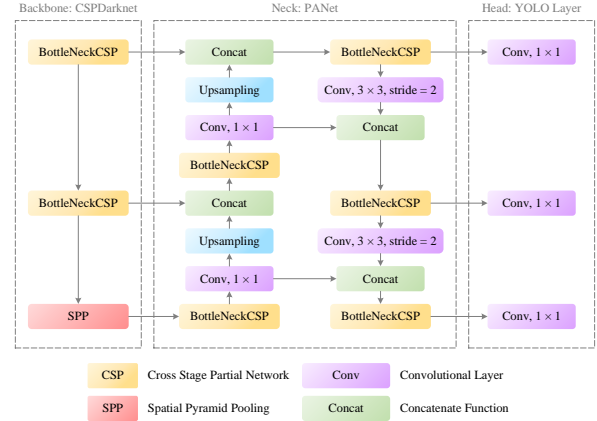 Backbone: CSPDarknet Neck: PANet Head: YOLO Layer
BottleNeckCSP Concat BottleNeckCSP Conv, 1 × 1
Upsampling Conv, 3 × 3, stride = 2
Conv, 1 × 1 Concat
BottleNeckCSP
BottleNeckCSP Concat BottleNeckCSP Conv, 1 × 1
Upsampling Conv, 3 × 3, stride = 2
Conv, 1 × 1 Concat
SPP BottleNeckCSP BottleNeckCSP Conv, 1 × 1
CSP Cross Stage Partial Network Conv Convolutional Layer
SPP Spatial Pyramid Pooling Concat Concatenate Function